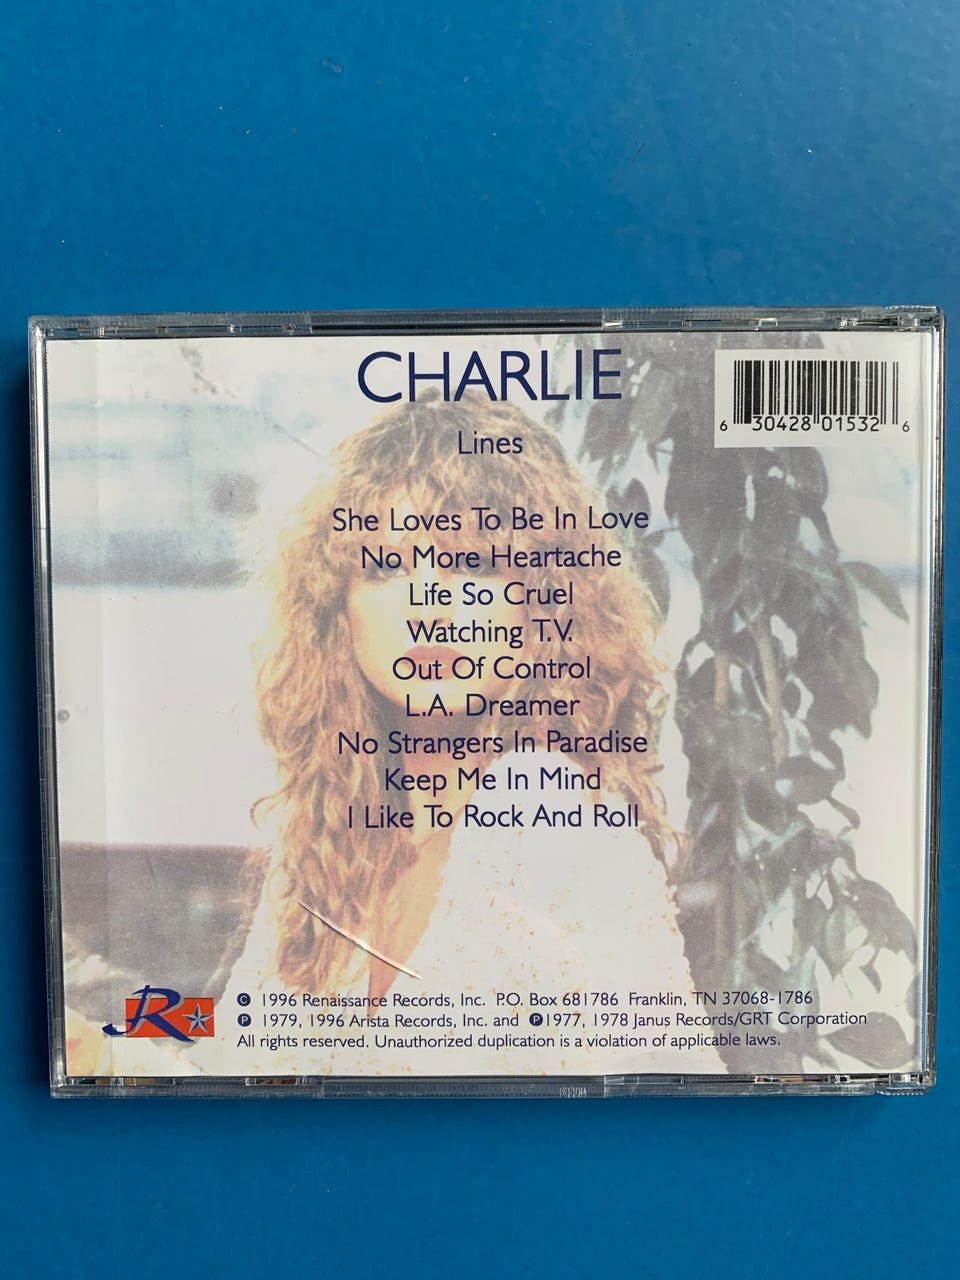 CHARLIE
Lines
6 30428 01532 6
She Loves To Be In Love
No More Heartache
Life So Cruel
Watching T.V.
Out Of Control
L.A. Dreamer
No Strangers In Paradise
Keep Me In Mind
I Like To Rock And Roll
R
© 1996 Renaissance Records, Inc. P.O. Box 681786 Franklin, TN 37068-1786
℗ 1979, 1996 Arista Records, Inc. and ℗1977, 1978 Janus Records/GRT Corporation
All rights reserved. Unauthorized duplication is a violation of applicable laws.